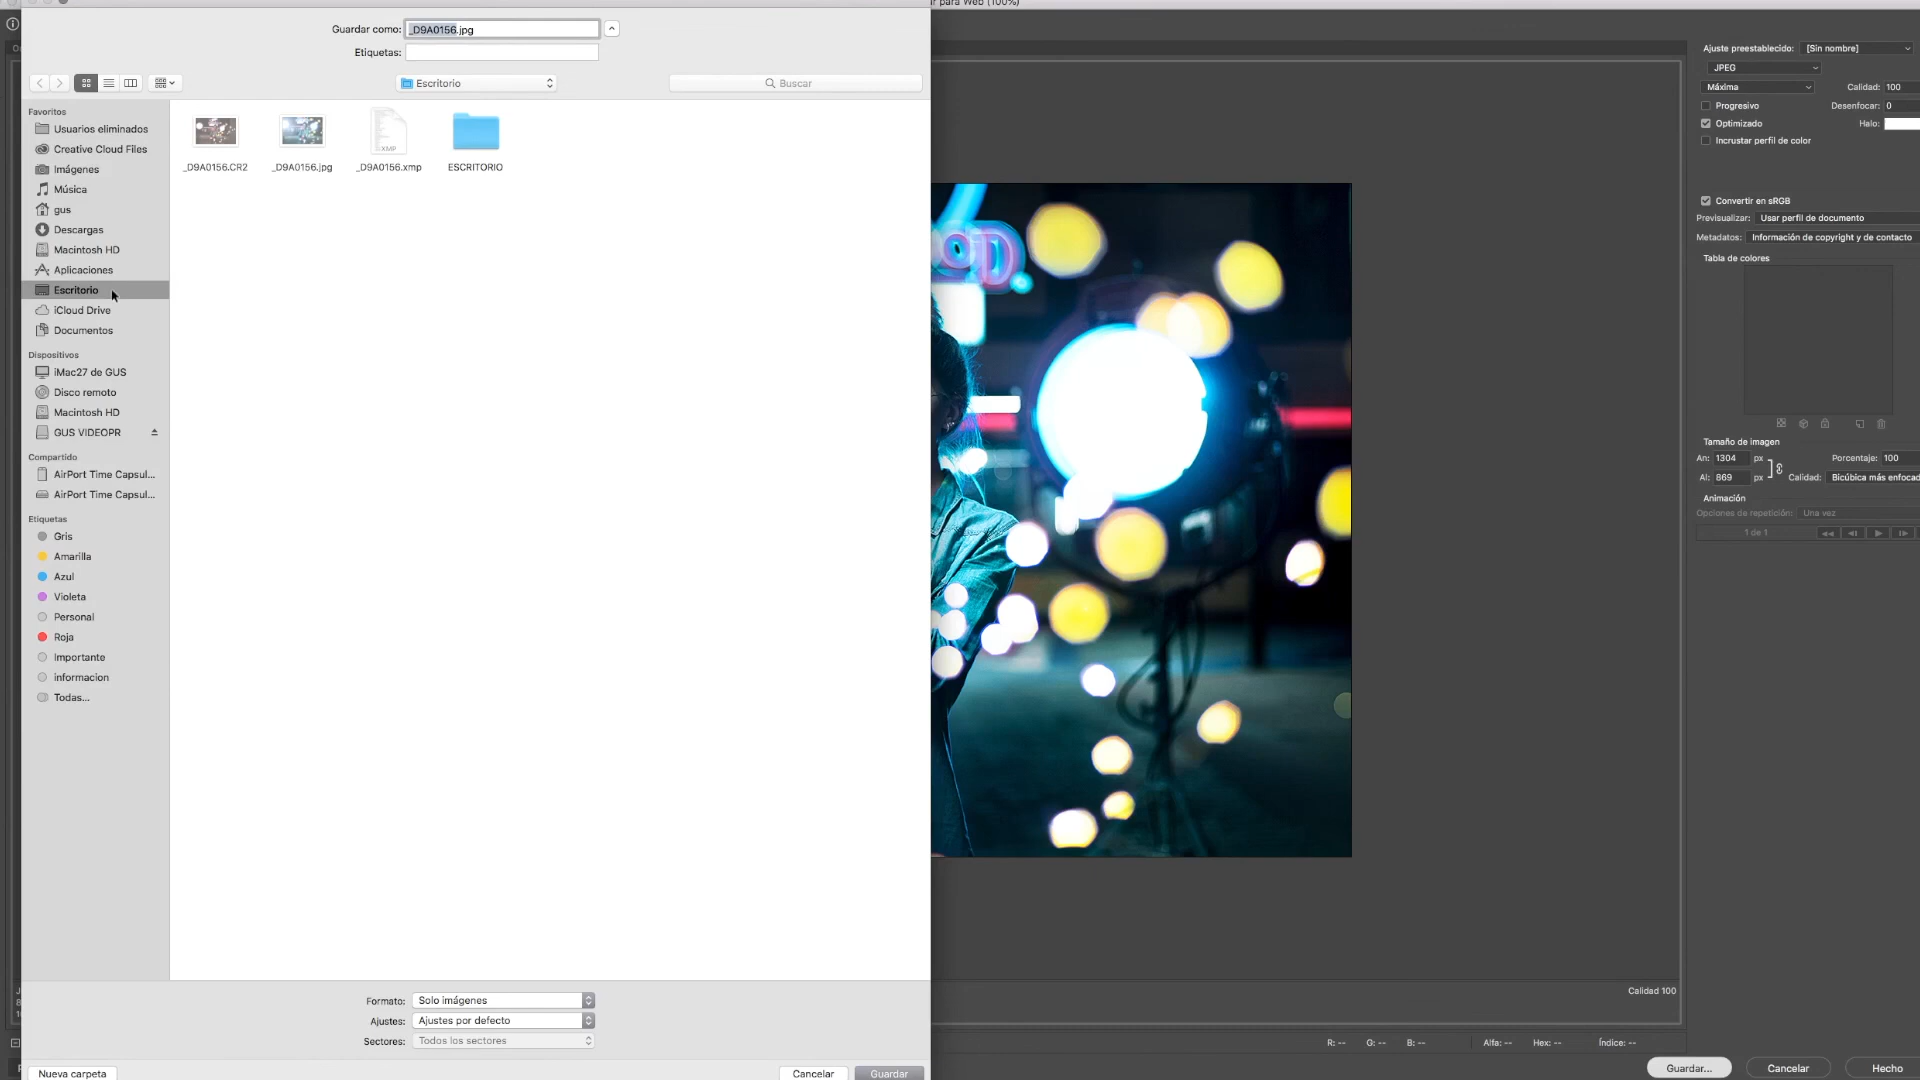 r para Web (100%)
Guardar como: _D9A0156.jpg
Etiquetas:
Escritorio
Buscar
Favoritos
Usuarios eliminados
Creative Cloud Files
Imágenes
Música
gus
Descargas
Macintosh HD
Aplicaciones
Escritorio
iCloud Drive
Documentos
Dispositivos
iMac27 de GUS
Disco remoto
Macintosh HD
GUS VIDEOPR
Compartido
AirPort Time Capsul...
AirPort Time Capsul...
Etiquetas
Gris
Amarilla
Azul
Violeta
Personal
Roja
Importante
informacion
Todas...
_D9A0156.CR2
_D9A0156.jpg
XMP
_D9A0156.xmp
ESCRITORIO
Formato: Solo imágenes
Ajustes: Ajustes por defecto
Sectores: Todos los sectores
Nueva carpeta
Cancelar
Guardar
Ajuste preestablecido: [Sin nombre]
JPEG
Máxima
Calidad: 100
Progresivo
Desenfocar: 0
Optimizado
Halo:
Incrustar perfil de color
Convertir en sRGB
Previsualizar: Usar perfil de documento
Metadatos: Información de copyright y de contacto
Tabla de colores
Tamaño de imagen
An: 1304 px
Porcentaje: 100
Al: 869 px
Calidad: Bicúbica más enfocad
Animación
Opciones de repetición: Una vez
1 de 1
Calidad 100
R: -- G: -- B: -- Alfa: -- Hex: -- Índice: --
Guardar...
Cancelar
Hecho